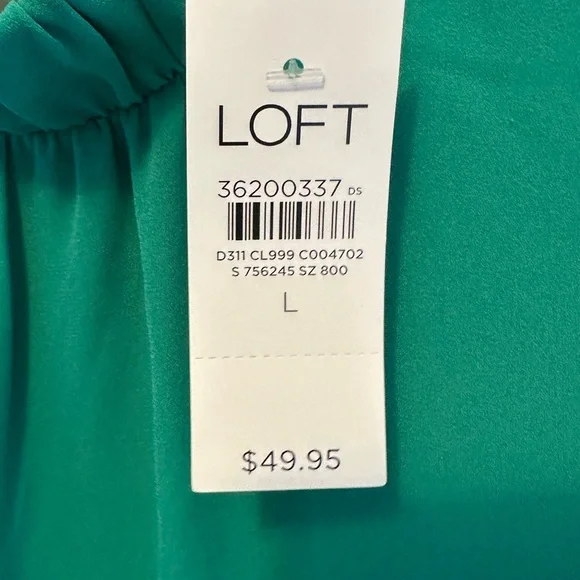 LOFT
36200337 DS
D311 CL999 C004702
S 756245 SZ 800
L
$49.95